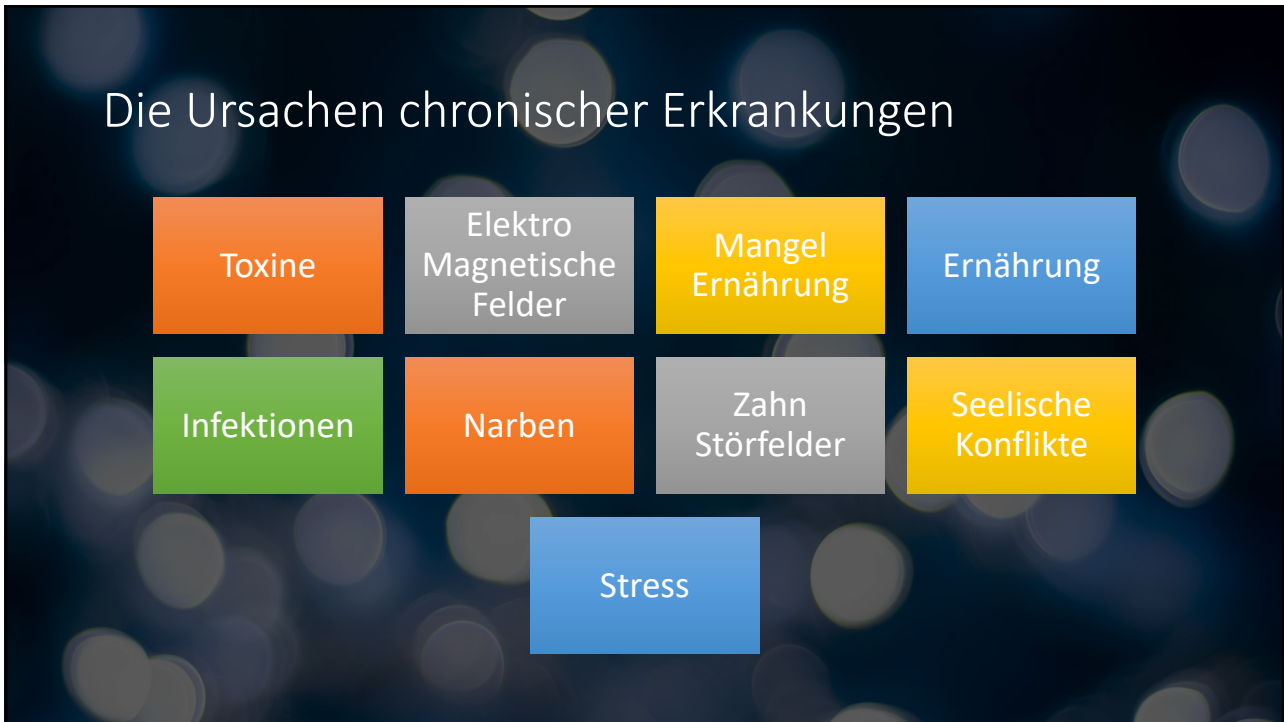 Die Ursachen chronischer Erkrankungen
Toxine
Elektro
Magnetische
Felder
Mangel
Ernährung
Ernährung
Infektionen
Narben
Zahn
Störfelder
Seelische
Konflikte
Stress